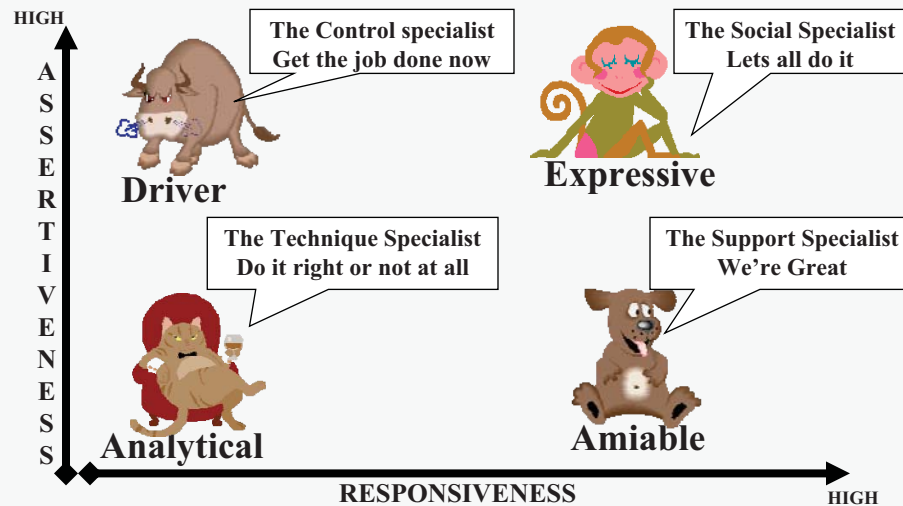 HIGH
ASSERTIVENESS
The Control specialist
Get the job done now
Driver
The Social Specialist
Lets all do it
Expressive
The Technique Specialist
Do it right or not at all
Analytical
The Support Specialist
We’re Great
Amiable
RESPONSIVENESS
HIGH